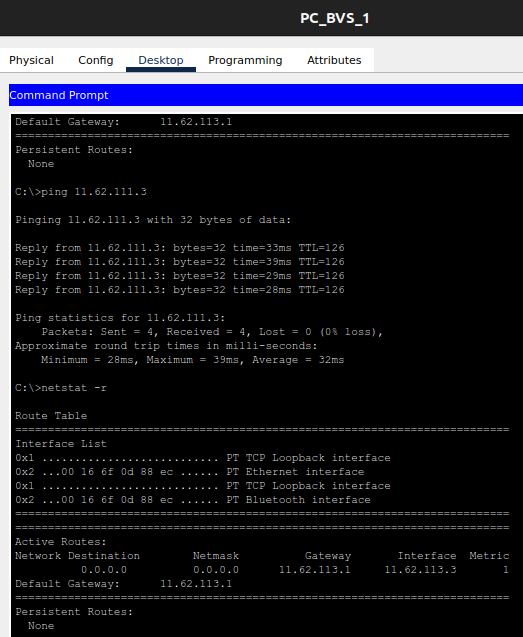 PC_BVS_1
Physical Config Desktop Programming Attributes
Command Prompt
Default Gateway:      11.62.113.1
===========================================================================
Persistent Routes:
  None
C:\>ping 11.62.111.3
Pinging 11.62.111.3 with 32 bytes of data:
Reply from 11.62.111.3: bytes=32 time=33ms TTL=126
Reply from 11.62.111.3: bytes=32 time=39ms TTL=126
Reply from 11.62.111.3: bytes=32 time=29ms TTL=126
Reply from 11.62.111.3: bytes=32 time=28ms TTL=126
Ping statistics for 11.62.111.3:
    Packets: Sent = 4, Received = 4, Lost = 0 (0% loss),
Approximate round trip times in milli-seconds:
    Minimum = 28ms, Maximum = 39ms, Average = 32ms
C:\>netstat -r
Route Table
===========================================================================
Interface List
0x1 ........................... PT TCP Loopback interface
0x2 ...00 16 6f 0d 88 ec ...... PT Ethernet interface
0x1 ........................... PT TCP Loopback interface
0x2 ...00 16 6f 0d 88 ec ...... PT Bluetooth interface
===========================================================================
===========================================================================
Active Routes:
Network Destination        Netmask          Gateway       Interface  Metric
          0.0.0.0          0.0.0.0      11.62.113.1     11.62.113.3       1
Default Gateway:      11.62.113.1
===========================================================================
Persistent Routes:
  None